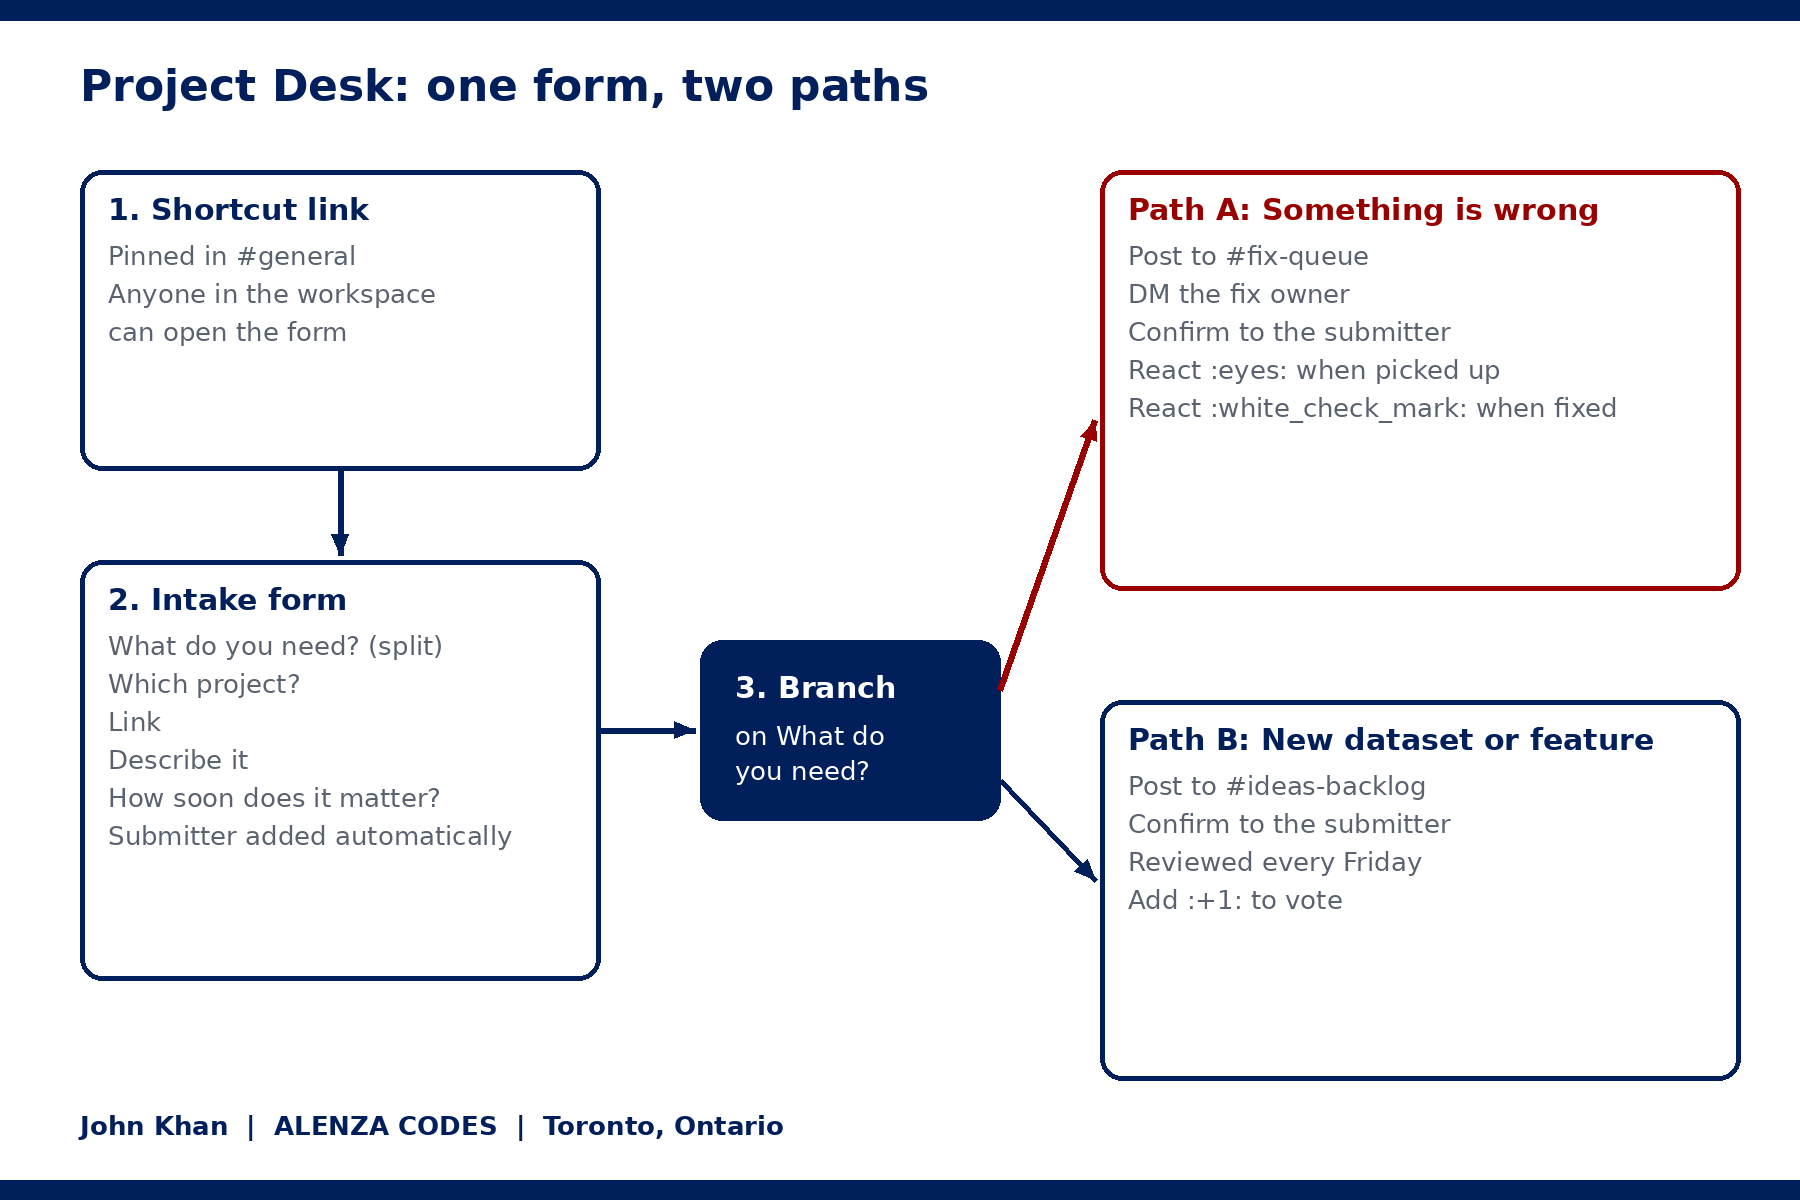 Project Desk: one form, two paths
1. Shortcut link
Pinned in #general
Anyone in the workspace
can open the form
2. Intake form
What do you need? (split)
Which project?
Link
Describe it
How soon does it matter?
Submitter added automatically
3. Branch
on What do
you need?
Path A: Something is wrong
Post to #fix-queue
DM the fix owner
Confirm to the submitter
React :eyes: when picked up
React :white_check_mark: when fixed
Path B: New dataset or feature
Post to #ideas-backlog
Confirm to the submitter
Reviewed every Friday
Add :+1: to vote
John Khan | ALENZA CODES | Toronto, Ontario